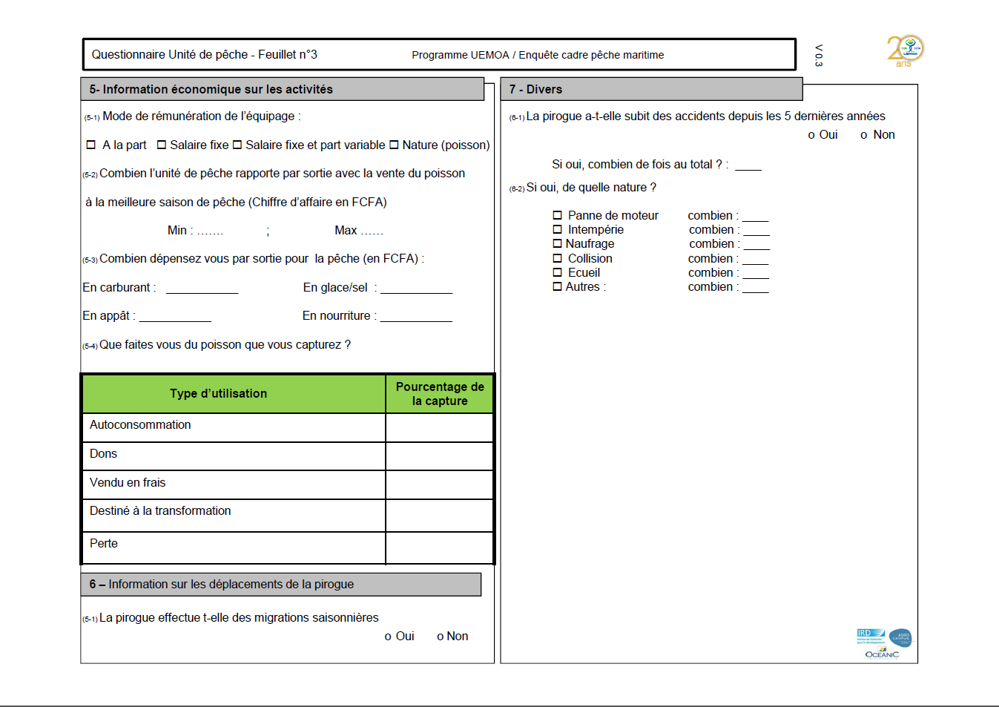 Questionnaire Unité de pêche - Feuillet n°3
Programme UEMOA / Enquête cadre pêche maritime
V 0.3
20
UEMOA
ans
5- Information économique sur les activités
(5-1) Mode de rémunération de l'équipage :
☐ A la part ☐ Salaire fixe ☐ Salaire fixe et part variable ☐ Nature (poisson)
(5-2) Combien l'unité de pêche rapporte par sortie avec la vente du poisson
à la meilleure saison de pêche (Chiffre d'affaire en FCFA)
Min : ....... ; Max ......
(5-3) Combien dépensez vous par sortie pour la pêche (en FCFA) :
En carburant : ___________ En glace/sel : ___________
En appât : ___________ En nourriture : ___________
(5-4) Que faites vous du poisson que vous capturez ?
Type d'utilisation
Pourcentage de
la capture
Autoconsommation
Dons
Vendu en frais
Destiné à la transformation
Perte
6 – Information sur les déplacements de la pirogue
(5-1) La pirogue effectue t-elle des migrations saisonnières
o Oui o Non
7 - Divers
(6-1) La pirogue a-t-elle subit des accidents depuis les 5 dernières années
o Oui o Non
Si oui, combien de fois au total ? : ____
(6-2) Si oui, de quelle nature ?
☐ Panne de moteur combien : ____
☐ Intempérie combien : ____
☐ Naufrage combien : ____
☐ Collision combien : ____
☐ Ecueil combien : ____
☐ Autres : combien : ____
IRD
AGRO
CAMPUS
OCEANIC